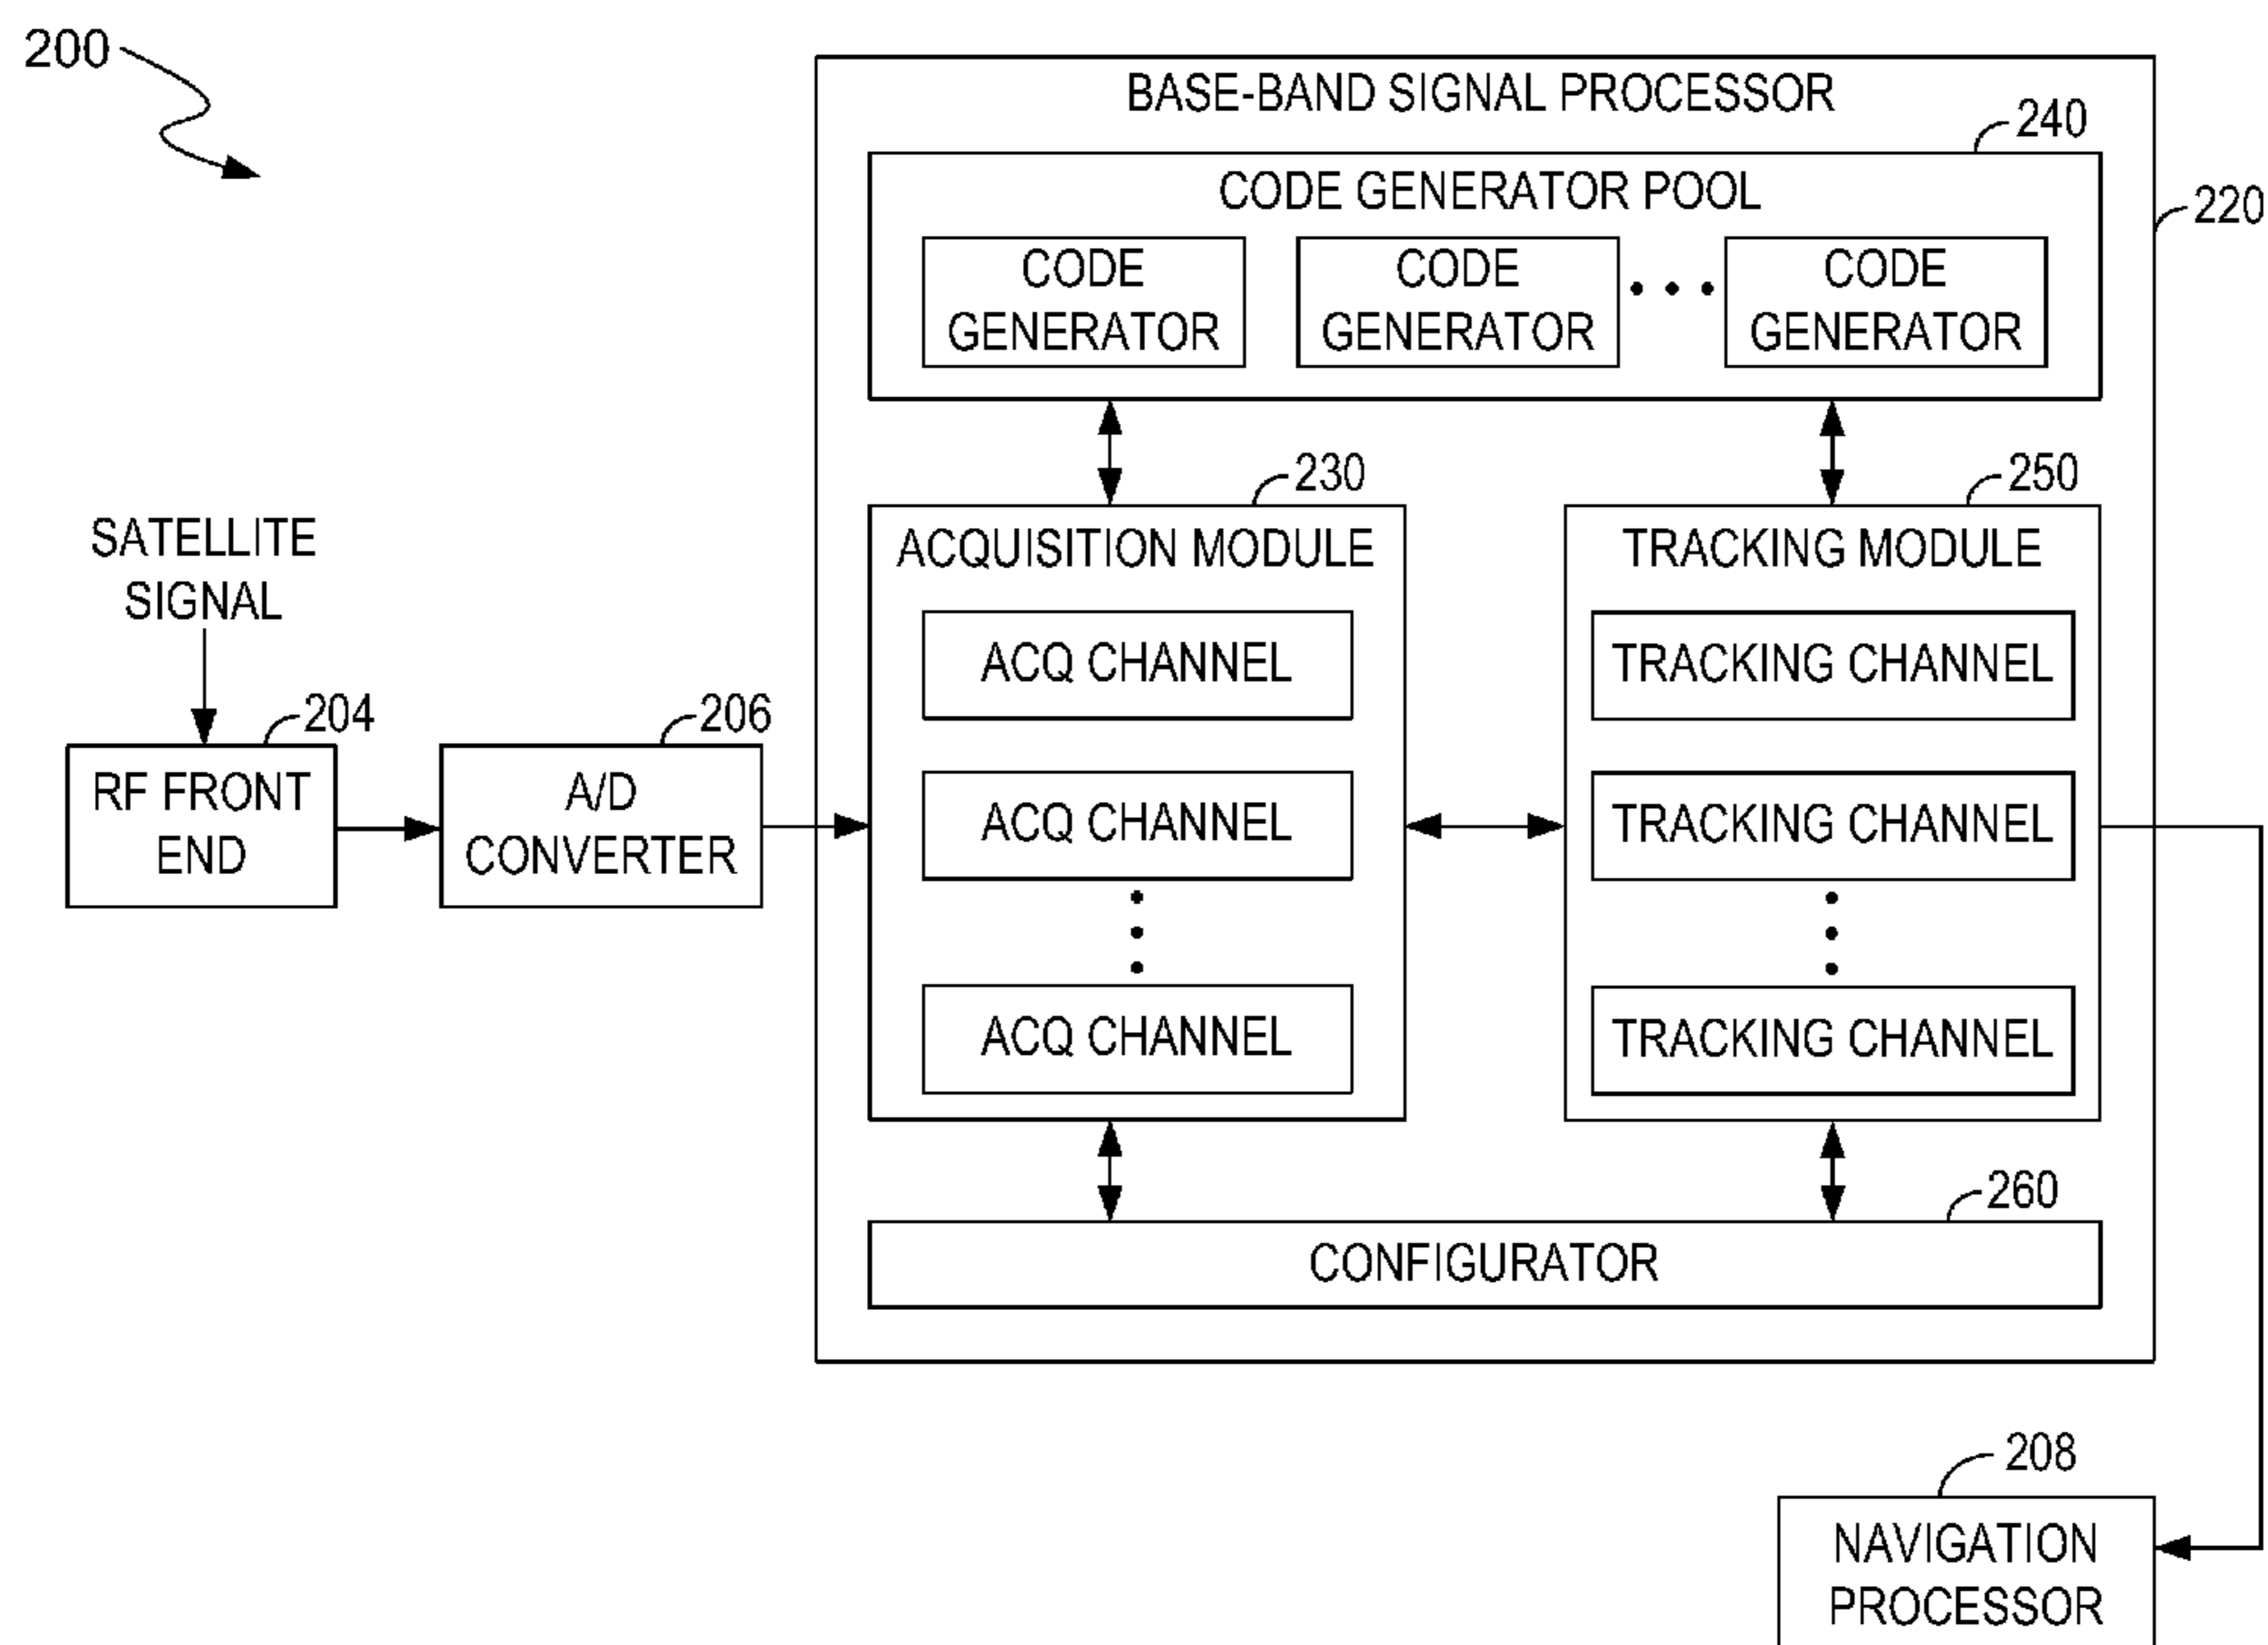 200
BASE-BAND SIGNAL PROCESSOR
240
CODE GENERATOR POOL
220
CODE
GENERATOR
CODE
GENERATOR
CODE
GENERATOR
230
250
SATELLITE
SIGNAL
ACQUISITION MODULE
TRACKING MODULE
ACQ CHANNEL
TRACKING CHANNEL
204
206
RF FRONT
END
A/D
CONVERTER
ACQ CHANNEL
TRACKING CHANNEL
ACQ CHANNEL
TRACKING CHANNEL
260
CONFIGURATOR
208
NAVIGATION
PROCESSOR